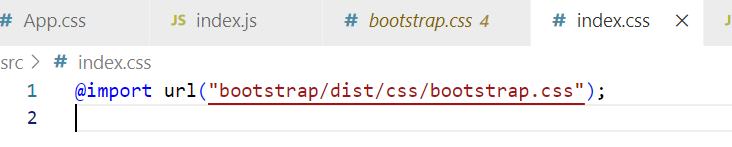 # App.css JS index.js # bootstrap.css 4 # index.css ×
src > # index.css
1 @import url("bootstrap/dist/css/bootstrap.css");
2